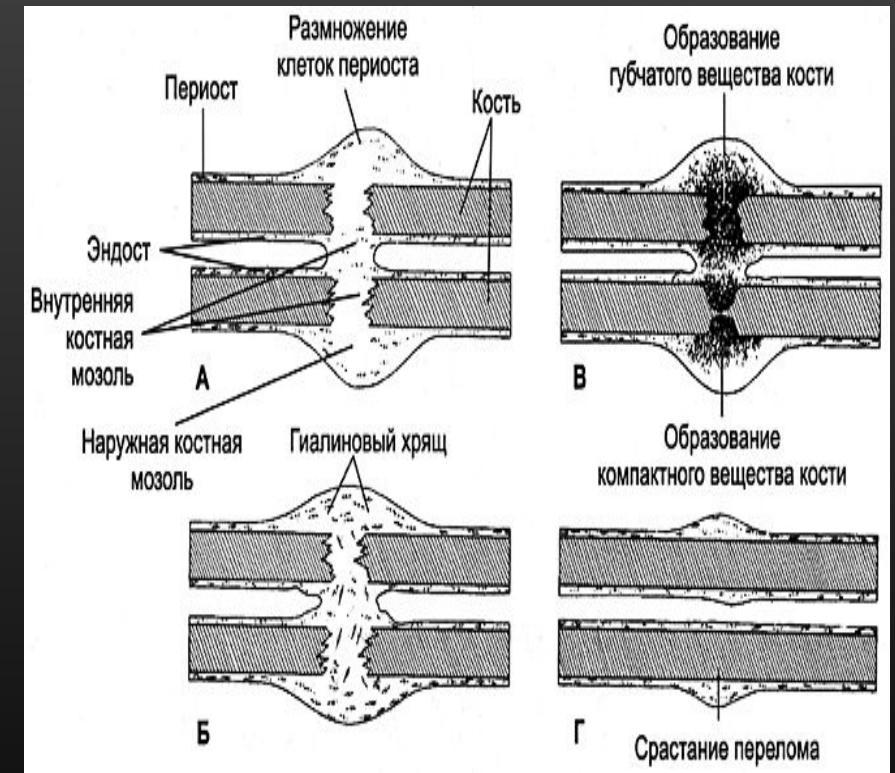 Размножение
клеток периоста
Периост
Кость
Эндост
Внутренняя
костная
мозоль
А
Наружная костная
мозоль
Образование
губчатого вещества кости
В
Образование
компактного вещества кости
Гиалиновый хрящ
Б
Г
Срастание перелома